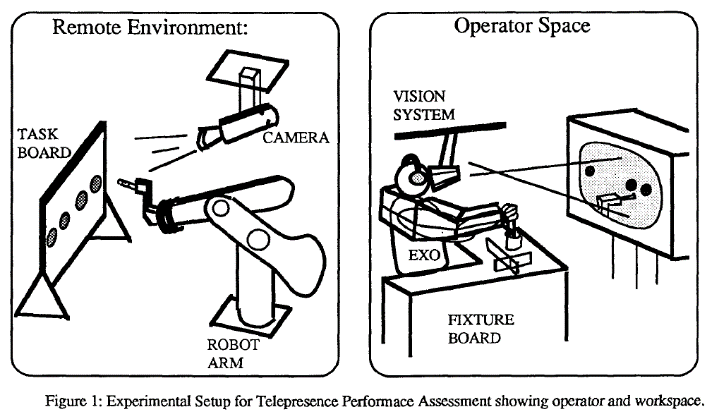 Remote Environment:
Operator Space
TASK
BOARD
CAMERA
ROBOT
ARM
VISION
SYSTEM
EXO
FIXTURE
BOARD
Figure 1: Experimental Setup for Telepresence Performace Assessment showing operator and workspace.